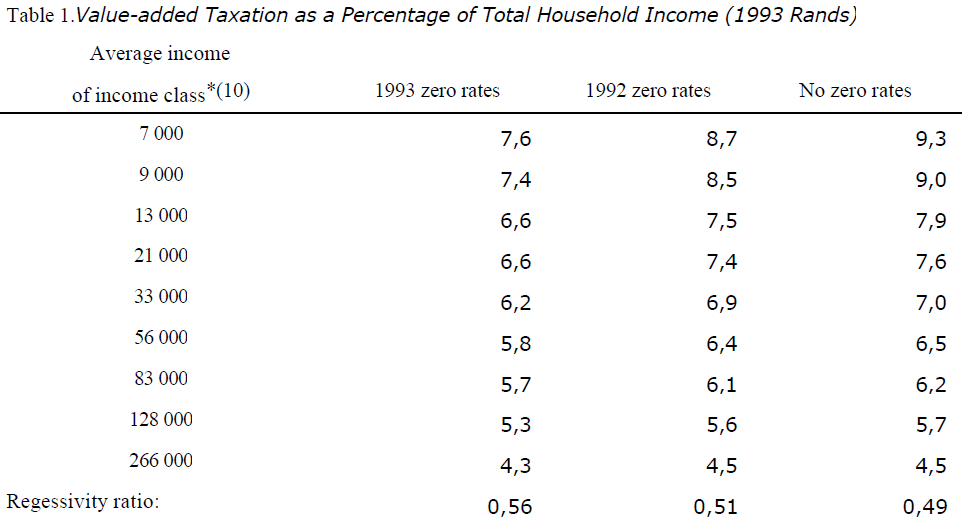 Table 1.Value-added Taxation as a Percentage of Total Household Income (1993 Rands)
Average income
of income class*(10) 1993 zero rates 1992 zero rates No zero rates
7 000 7,6 8,7 9,3
9 000 7,4 8,5 9,0
13 000 6,6 7,5 7,9
21 000 6,6 7,4 7,6
33 000 6,2 6,9 7,0
56 000 5,8 6,4 6,5
83 000 5,7 6,1 6,2
128 000 5,3 5,6 5,7
266 000 4,3 4,5 4,5
Regessivity ratio: 0,56 0,51 0,49